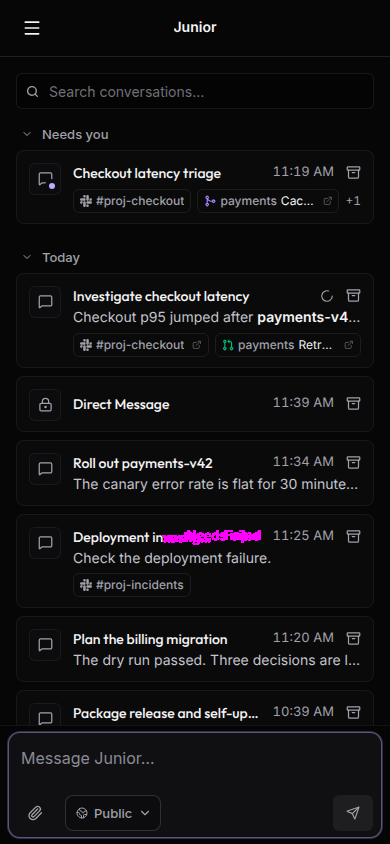 Junior
Search conversations...
Needs you
Checkout latency triage 11:19 AM
#proj-checkout payments Cac... +1
Today
Investigate checkout latency
Checkout p95 jumped after payments-v4...
#proj-checkout payments Retr...
Direct Message 11:39 AM
Roll out payments-v42 11:34 AM
The canary error rate is flat for 30 minute...
Deployment 11:25 AM
Check the deployment failure.
#proj-incidents
Plan the billing migration 11:20 AM
The dry run passed. Three decisions are l...
Package release and self-up... 10:39 AM
Message Junior...
Public